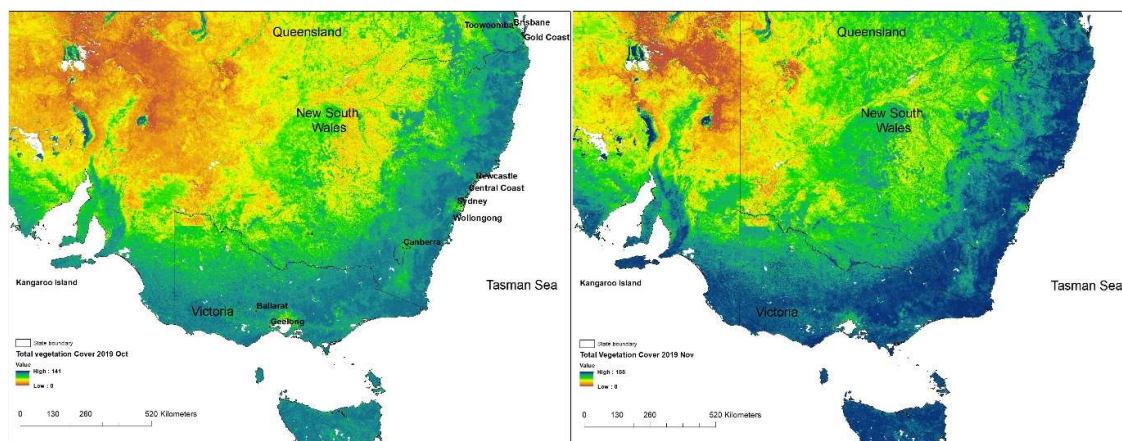 Toowoomba Brisbane
Gold Coast
Queensland
New South
Wales
Newcastle
Central Coast
Sydney
Wollongong
Canberra
Kangaroo Island
Tasman Sea
Victoria
Ballarat
Geelong
State boundary
Total vegetation Cover 2019 Oct
Value
High : 141
Low : 0
0 130 260 520 Kilometers
Queensland
New South
Wales
Kangaroo Island
Tasman Sea
Victoria
State boundary
Total Vegetation Cover 2019 Nov
Value
Low : 0
0 130 260 520 Kilometers